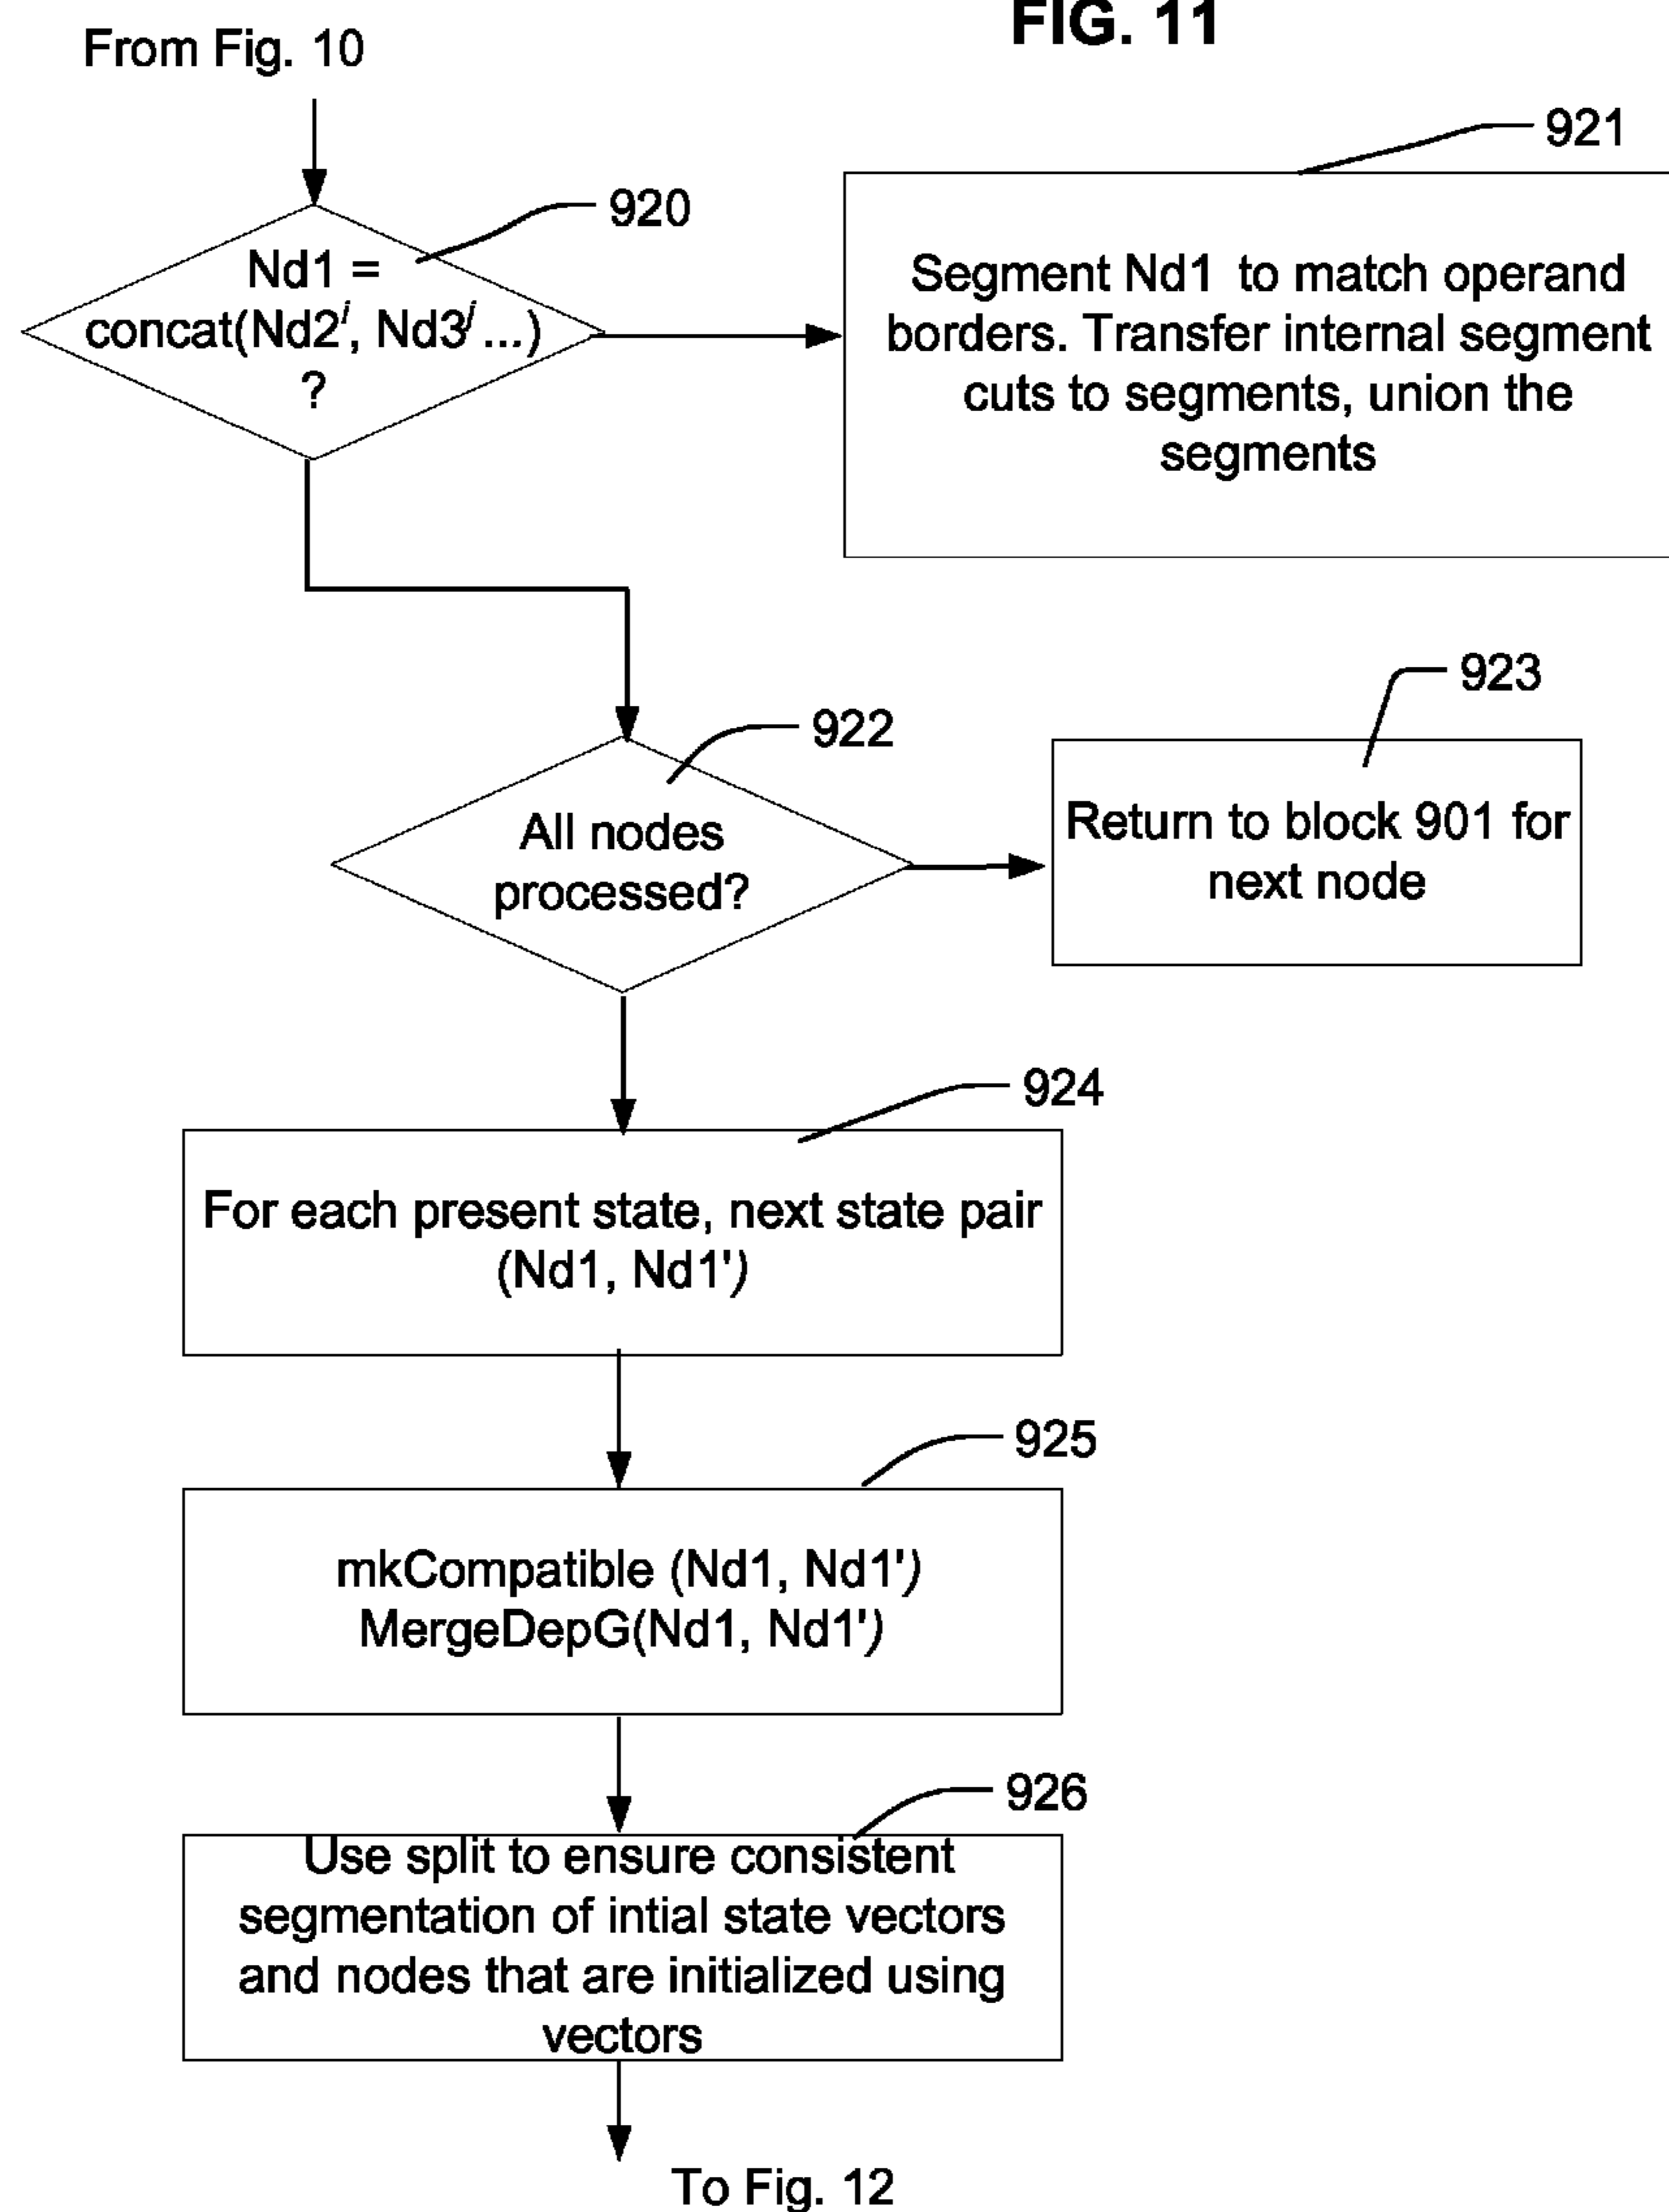 FIG. 11
From Fig. 10
921
920
Nd1 =
concat(Nd2^i, Nd3^j ...)
?
Segment Nd1 to match operand
borders. Transfer internal segment
cuts to segments, union the
segments
923
922
All nodes
processed?
Return to block 901 for
next node
924
For each present state, next state pair
(Nd1, Nd1')
925
mkCompatible (Nd1, Nd1')
MergeDepG(Nd1, Nd1')
926
Use split to ensure consistent
segmentation of intial state vectors
and nodes that are initialized using
vectors
To Fig. 12